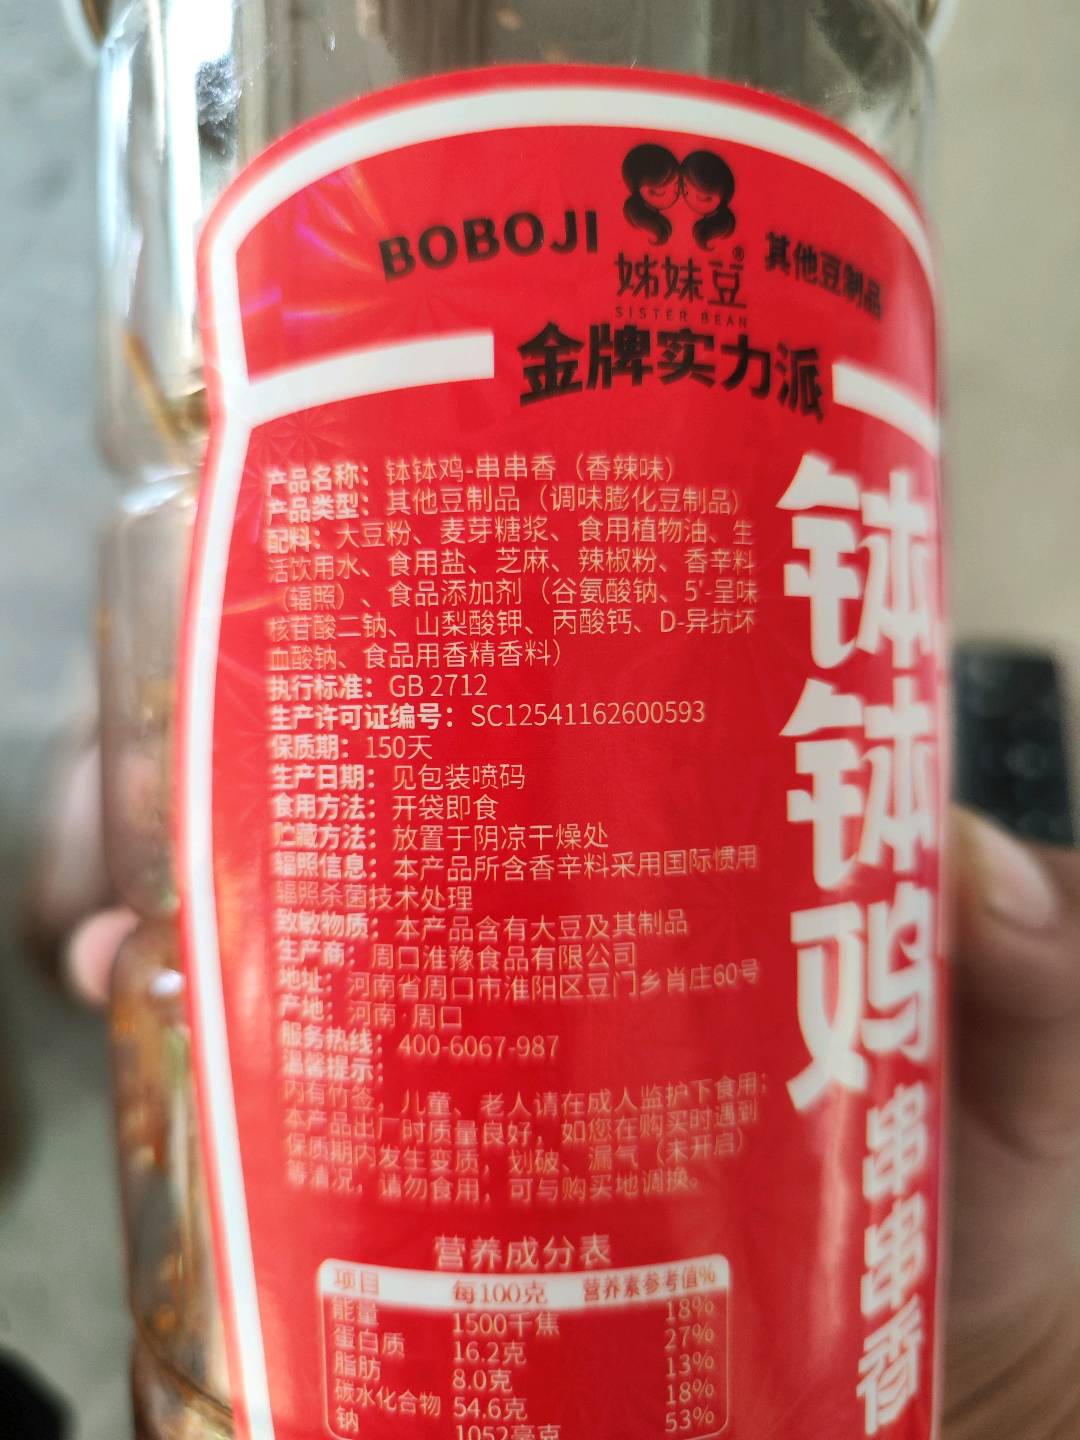 BOBOJI
姊妹豆®
SISTER BEAN
其他豆制品
金牌实力派
钵钵鸡
串串香
产品名称：钵钵鸡-串串香（香辣味）
产品类型：其他豆制品（调味膨化豆制品）
配料：大豆粉、麦芽糖浆、食用植物油、生
活饮用水、食用盐、芝麻、辣椒粉、香辛料
（辐照）、食品添加剂（谷氨酸钠、5'-呈味
核苷酸二钠、山梨酸钾、丙酸钙、D-异抗坏
血酸钠、食品用香精香料）
执行标准：GB 2712
生产许可证编号：SC12541162600593
保质期：150天
生产日期：见包装喷码
食用方法：开袋即食
贮藏方法：放置于阴凉干燥处
辐照信息：本产品所含香辛料采用国际惯用
辐照杀菌技术处理
致敏物质：本产品含有大豆及其制品
生产商：周口淮豫食品有限公司
地址：河南省周口市淮阳区豆门乡肖庄60号
产地：河南·周口
服务热线：400-6067-987
温馨提示：
内有竹签，儿童、老人请在成人监护下食用；
本产品出厂时质量良好，如您在购买时遇到
保质期内发生变质，划破、漏气（未开启）
等情况，请勿食用，可与购买地调换。
营养成分表
项目 每100克 营养素参考值%
能量 1500千焦 18%
蛋白质 16.2克 27%
脂肪 8.0克 13%
碳水化合物 54.6克 18%
钠 1052毫克 53%